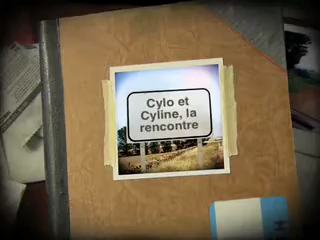 Cylo et
Cyline, la
rencontre